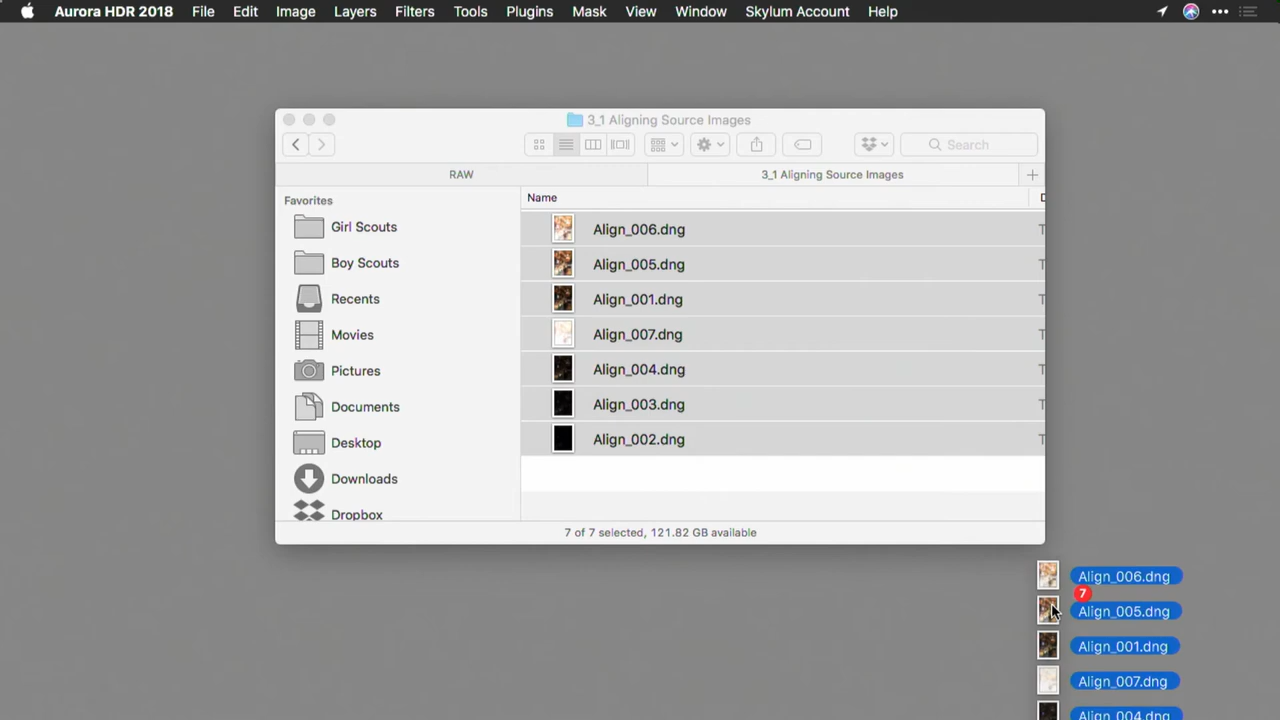 Aurora HDR 2018 File Edit Image Layers Filters Tools Plugins Mask View Window Skylum Account Help
3_1 Aligning Source Images
Search
RAW 3_1 Aligning Source Images
Favorites
Girl Scouts
Boy Scouts
Recents
Movies
Pictures
Documents
Desktop
Downloads
Dropbox
Name
Align_006.dng
Align_005.dng
Align_001.dng
Align_007.dng
Align_004.dng
Align_003.dng
Align_002.dng
7 of 7 selected, 121.82 GB available
Align_006.dng
7
Align_005.dng
Align_001.dng
Align_007.dng
Align_004.dng